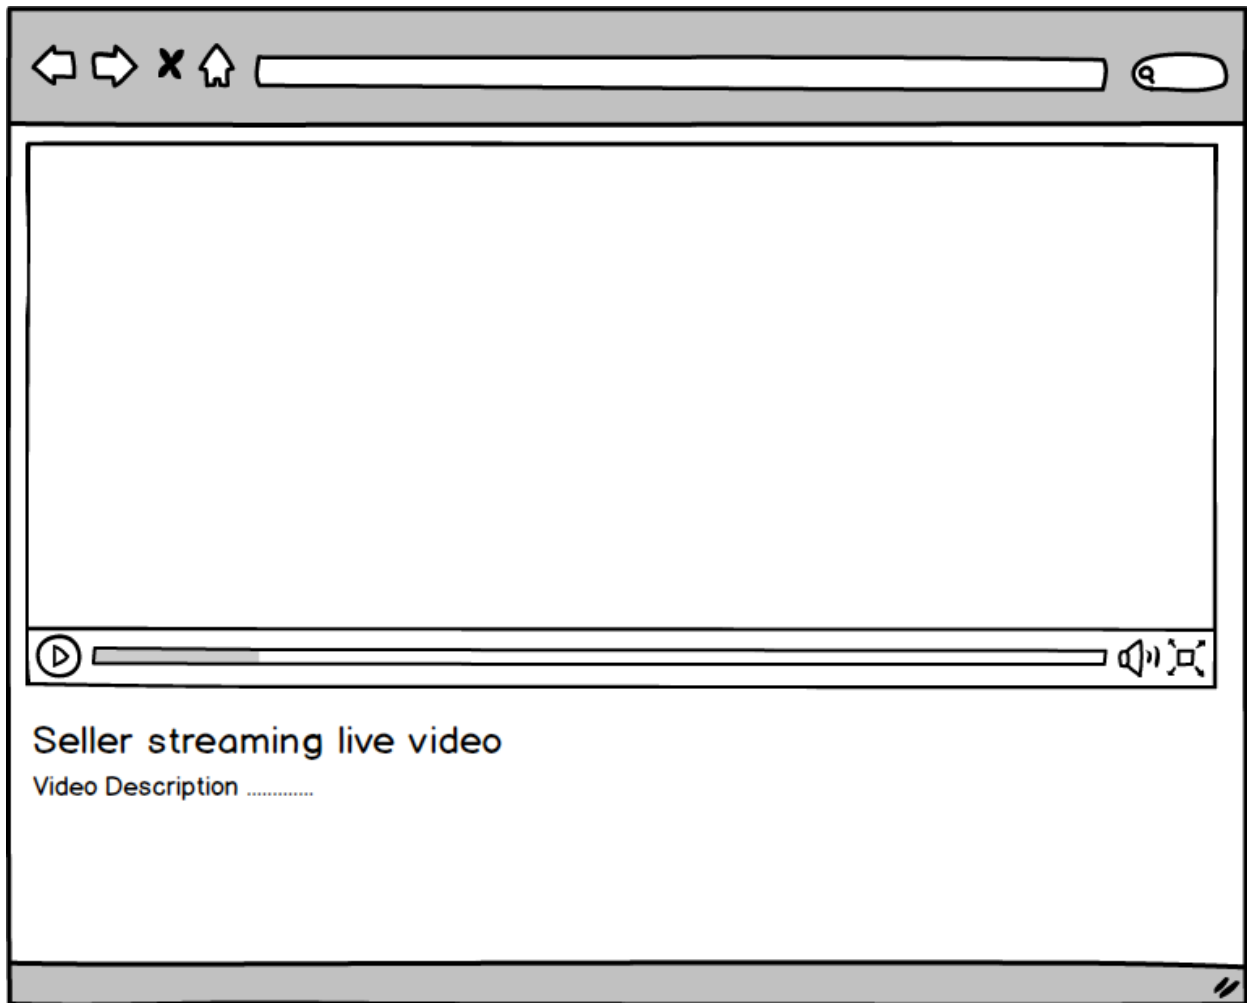 Seller streaming live video
Video Description .............